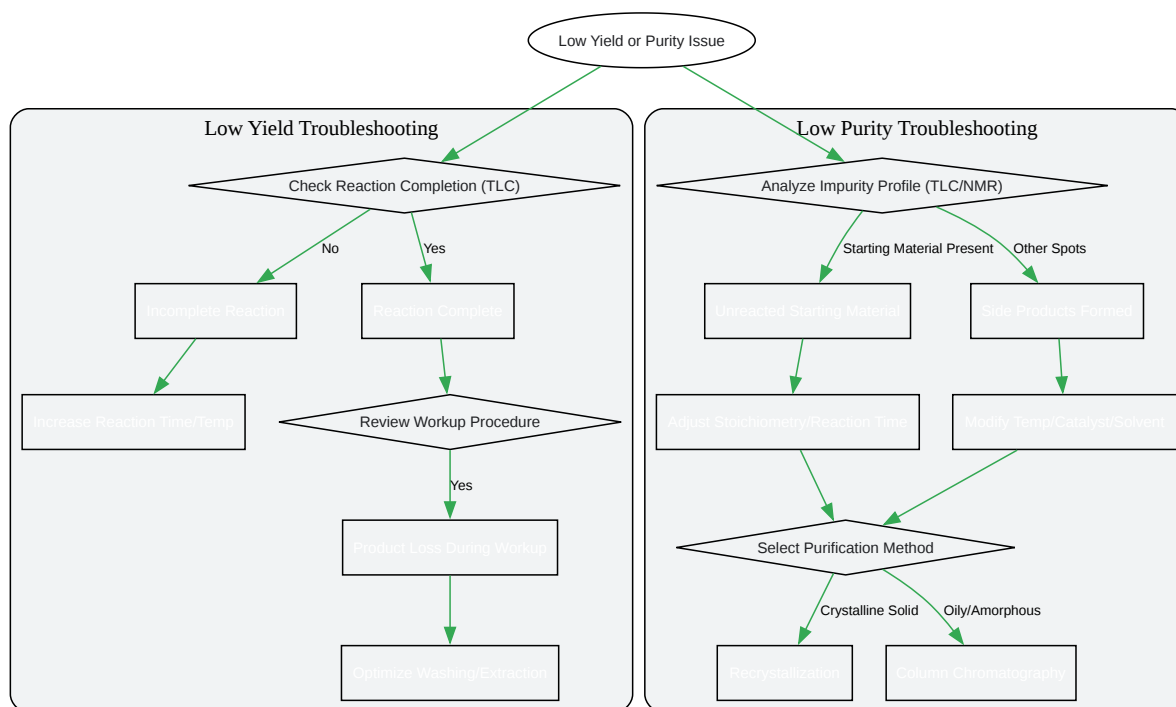 Low Yield or Purity Issue
Low Yield Troubleshooting
Low Purity Troubleshooting
Check Reaction Completion (TLC)
Analyze Impurity Profile (TLC/NMR)
No
Yes
Starting Material Present
Other Spots
Incomplete Reaction
Reaction Complete
Unreacted Starting Material
Side Products Formed
Increase Reaction Time/Temp
Review Workup Procedure
Adjust Stoichiometry/Reaction Time
Modify Temp/Catalyst/Solvent
Yes
Product Loss During Workup
Select Purification Method
Crystalline Solid
Oily/Amorphous
Optimize Washing/Extraction
Recrystallization
Column Chromatography